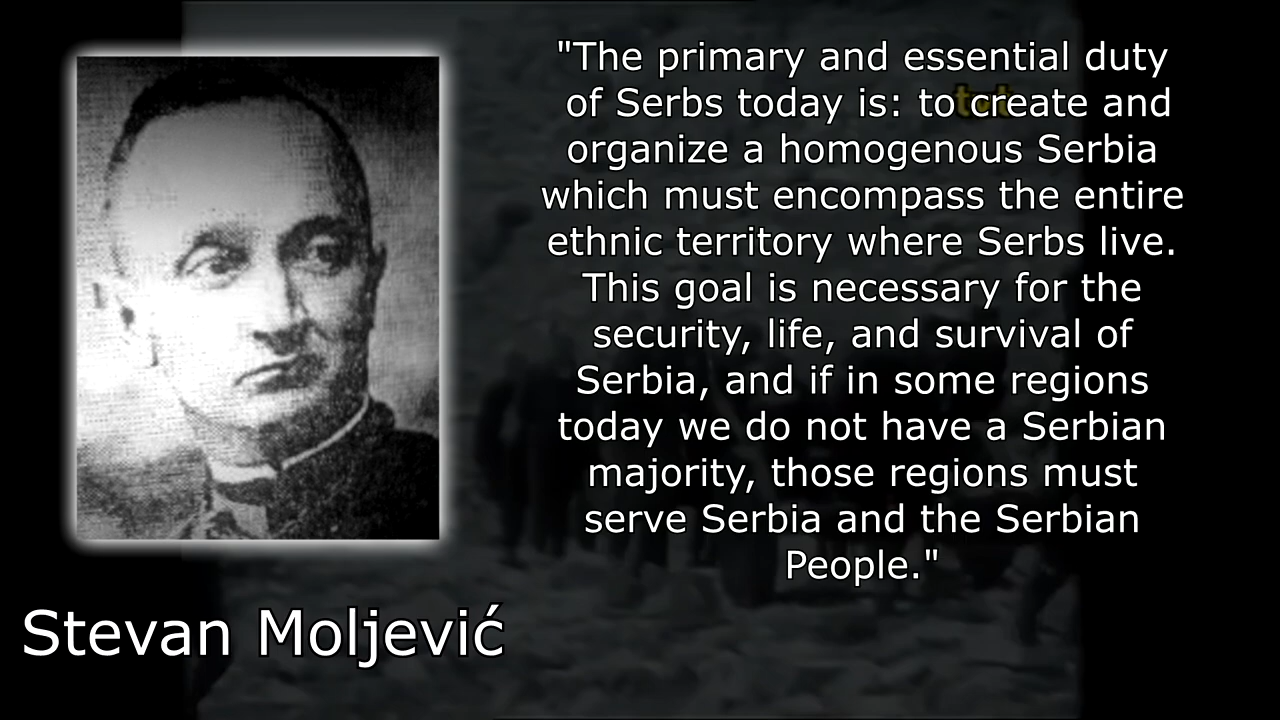 "The primary and essential duty
of Serbs today is: to create and
organize a homogenous Serbia
which must encompass the entire
ethnic territory where Serbs live.
This goal is necessary for the
security, life, and survival of
Serbia, and if in some regions
today we do not have a Serbian
majority, those regions must
serve Serbia and the Serbian
People."
Stevan Moljević